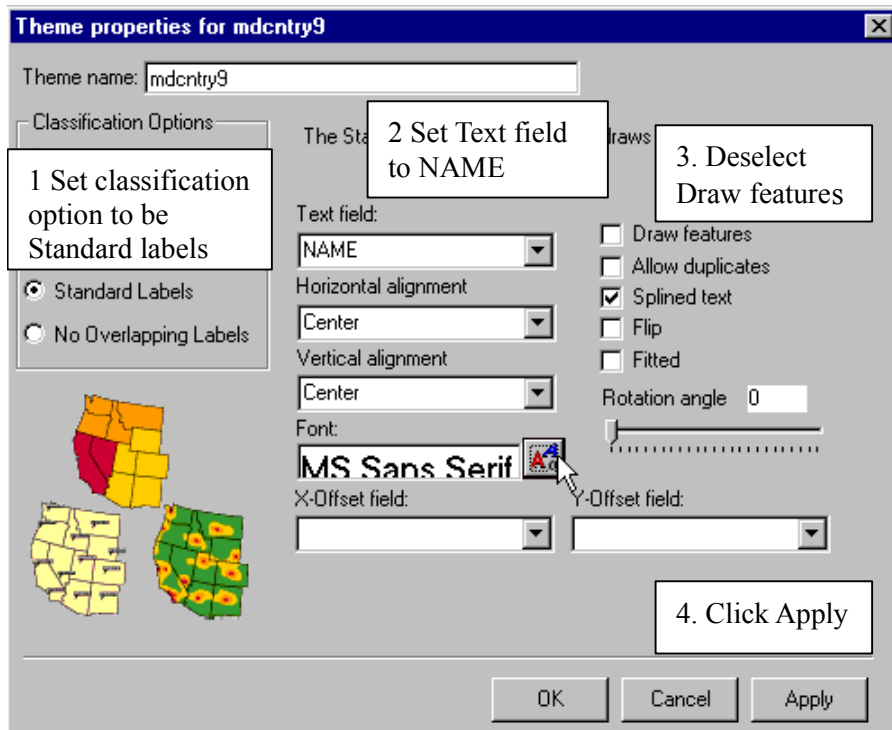 Theme properties for mdcntry9
Theme name: mdcntry9
Classification Options
1 Set classification
option to be
Standard labels
Standard Labels
No Overlapping Labels
The
2 Set Text field
to NAME
3. Deselect
Draw features
Text field:
NAME
Horizontal alignment
Center
Vertical alignment
Center
Font:
MS Sans Serif
X-Offset field:
Y-Offset field:
Draw features
Allow duplicates
Splined text
Flip
Fitted
Rotation angle 0
4. Click Apply
OK Cancel Apply